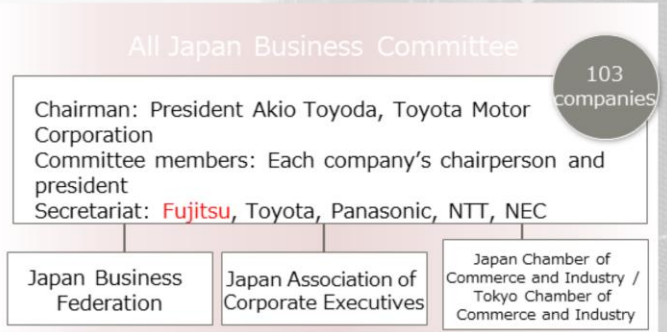 All Japan Business Committee
103
companies
Chairman: President Akio Toyoda, Toyota Motor
Corporation
Committee members: Each company's chairperson and
president
Secretariat: Fujitsu, Toyota, Panasonic, NTT, NEC
Japan Business
Federation
Japan Association of
Corporate Executives
Japan Chamber of
Commerce and Industry /
Tokyo Chamber of
Commerce and Industry